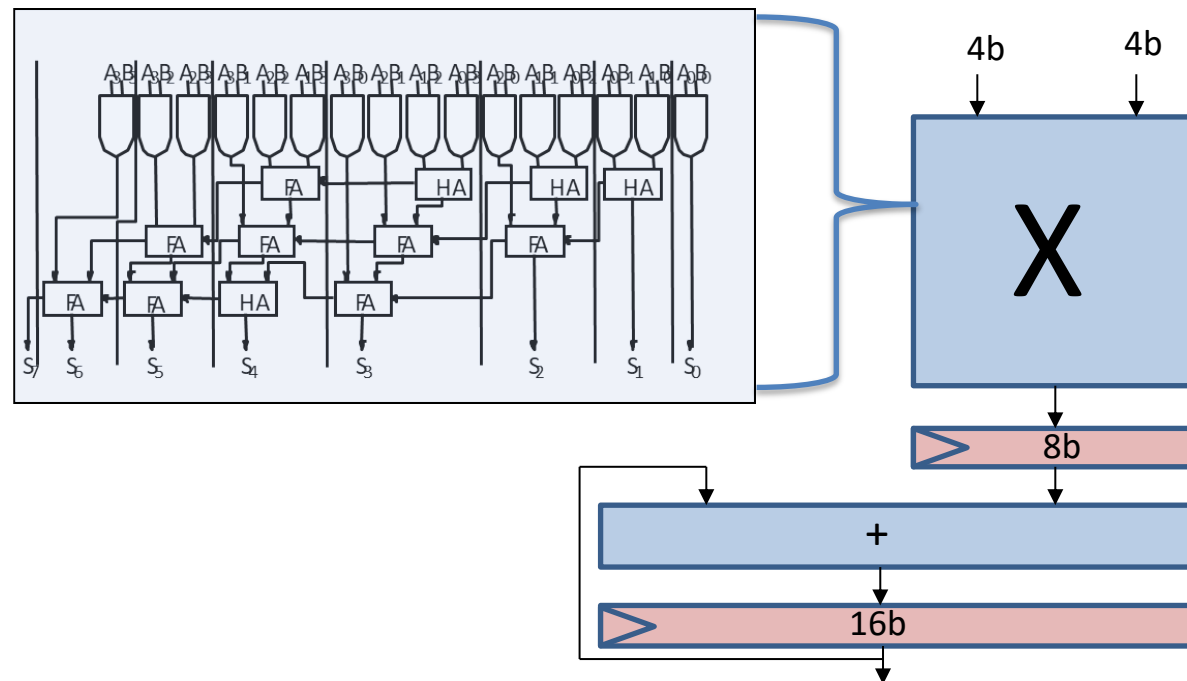 4b 4b
A3B3 A3B2 A2B3 A3B1 A2B2 A1B3 A3B0 A2B1 A1B2 A0B3 A2B0 A1B1 A0B2 A0B1 A1B0 A0B0
FA HA HA HA
FA FA FA FA
FA FA HA FA
S7 S6 S5 S4 S3 S2 S1 S0
X
8b
+
16b